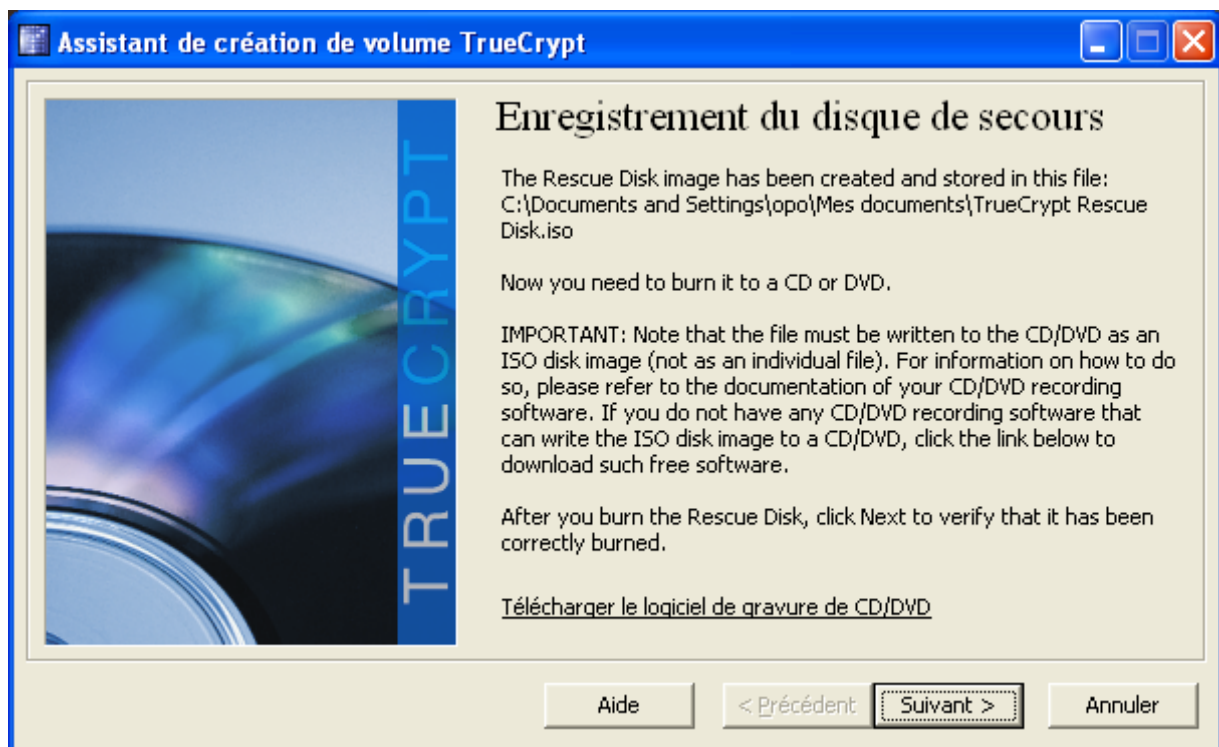 Assistant de création de volume TrueCrypt
TRUECRYPT
Enregistrement du disque de secours
The Rescue Disk image has been created and stored in this file:
C:\Documents and Settings\opo\Mes documents\TrueCrypt Rescue
Disk.iso
Now you need to burn it to a CD or DVD.
IMPORTANT: Note that the file must be written to the CD/DVD as an
ISO disk image (not as an individual file). For information on how to do
so, please refer to the documentation of your CD/DVD recording
software. If you do not have any CD/DVD recording software that
can write the ISO disk image to a CD/DVD, click the link below to
download such free software.
After you burn the Rescue Disk, click Next to verify that it has been
correctly burned.
Télécharger le logiciel de gravure de CD/DVD
Aide
< Précédent
Suivant >
Annuler